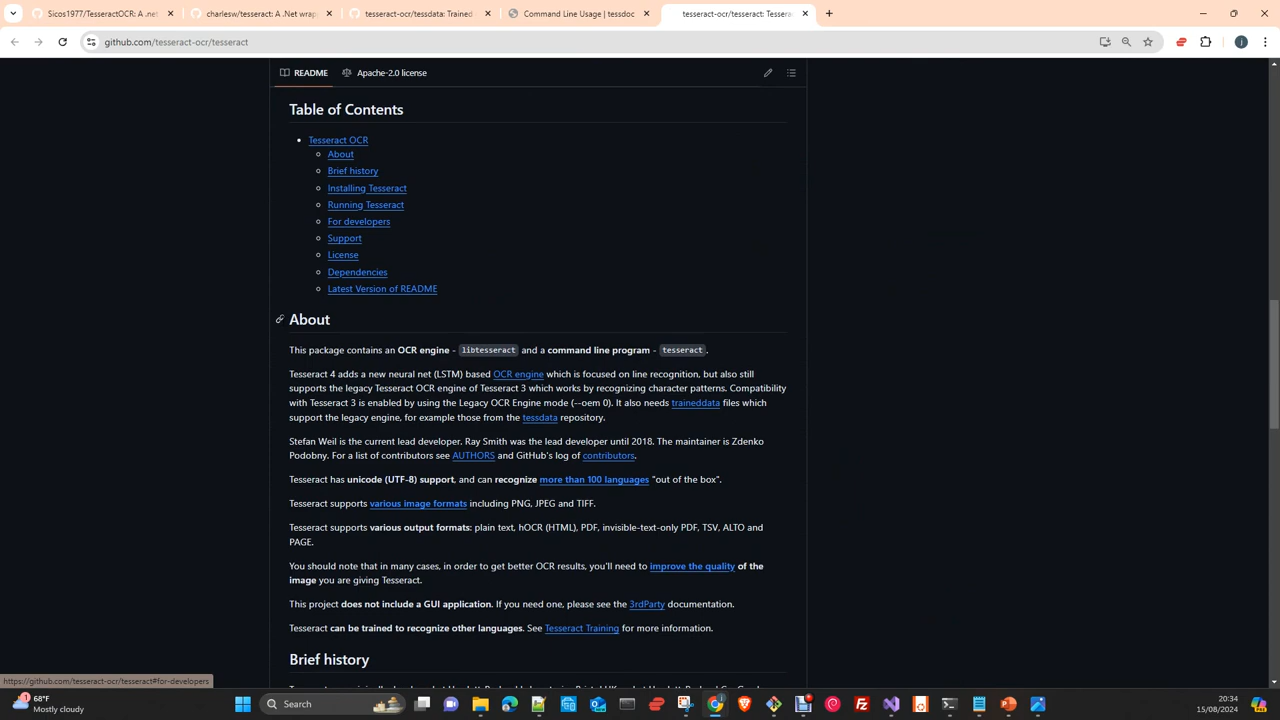 Sicos1977/TesseractOCR: A .net
charlesw/tesseract: A .Net wrapp
tesseract-ocr/tessdata: Trained
Command Line Usage | tessdoc
tesseract-ocr/tesseract: Tessera
github.com/tesseract-ocr/tesseract
README
Apache-2.0 license
Table of Contents
Tesseract OCR
About
Brief history
Installing Tesseract
Running Tesseract
For developers
Support
License
Dependencies
Latest Version of README
About
This package contains an OCR engine - libtesseract and a command line program - tesseract.
Tesseract 4 adds a new neural net (LSTM) based OCR engine which is focused on line recognition, but also still
supports the legacy Tesseract OCR engine of Tesseract 3 which works by recognizing character patterns. Compatibility
with Tesseract 3 is enabled by using the Legacy OCR Engine mode (--oem 0). It also needs traineddata files which
support the legacy engine, for example those from the tessdata repository.
Stefan Weil is the current lead developer. Ray Smith was the lead developer until 2018. The maintainer is Zdenko
Podobny. For a list of contributors see AUTHORS and GitHub's log of contributors.
Tesseract has unicode (UTF-8) support, and can recognize more than 100 languages "out of the box".
Tesseract supports various image formats including PNG, JPEG and TIFF.
Tesseract supports various output formats: plain text, hOCR (HTML), PDF, invisible-text-only PDF, TSV, ALTO and
PAGE.
You should note that in many cases, in order to get better OCR results, you'll need to improve the quality of the
image you are giving Tesseract.
This project does not include a GUI application. If you need one, please see the 3rdParty documentation.
Tesseract can be trained to recognize other languages. See Tesseract Training for more information.
Brief history
https://github.com/tesseract-ocr/tesseract#for-developers
1
68°F
Mostly cloudy
Search
20:34
15/08/2024